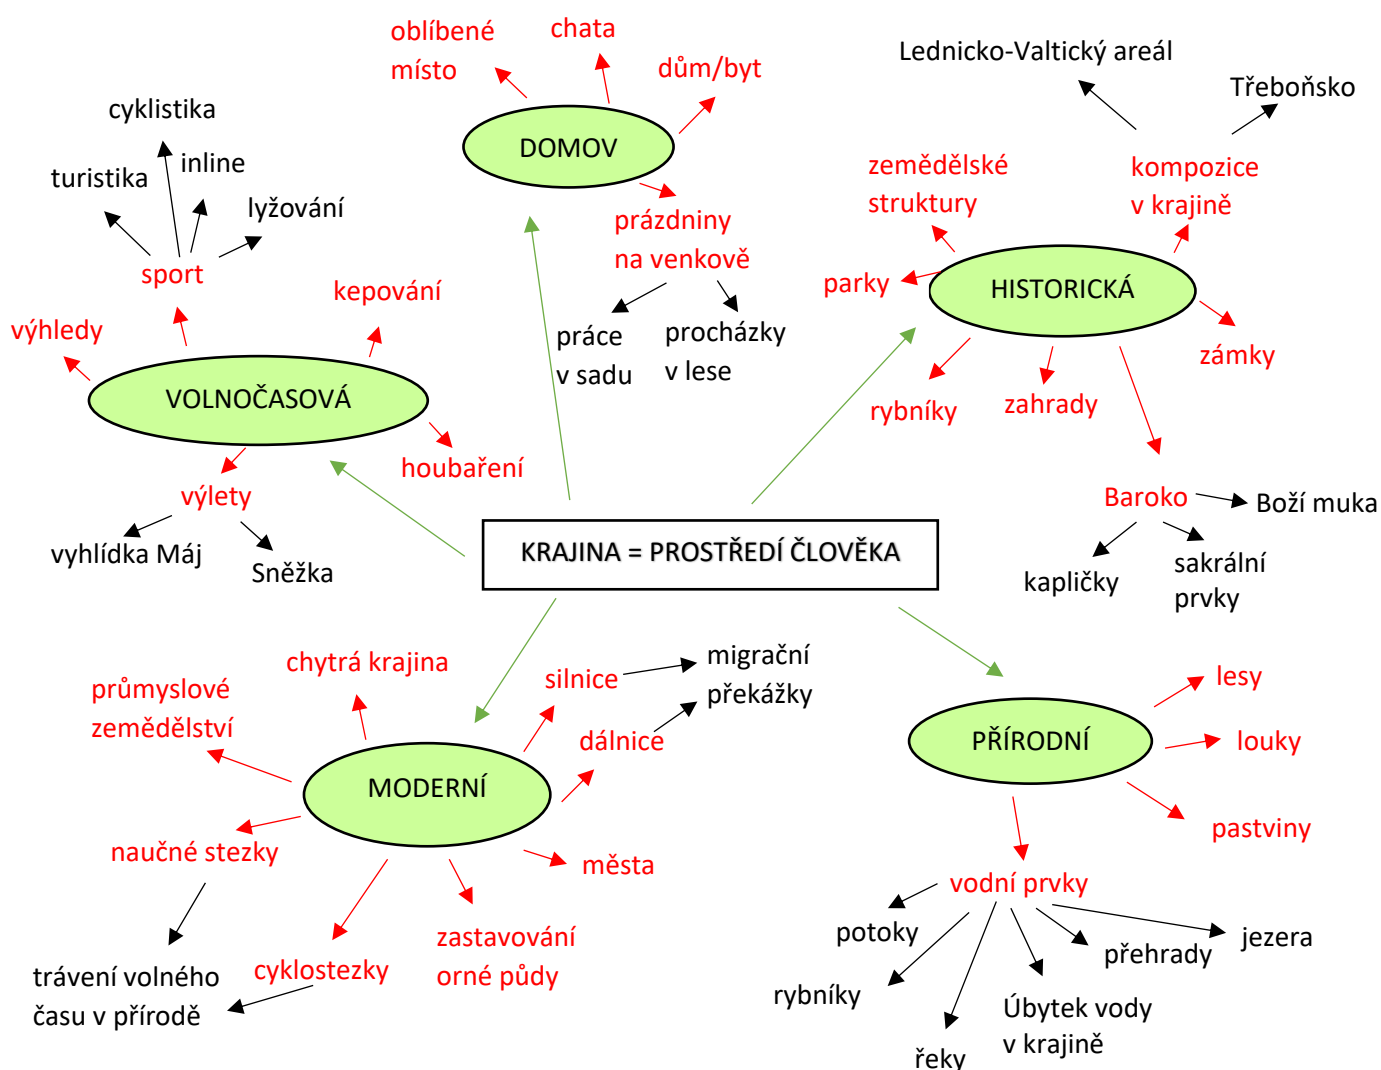 oblíbené
místo
chata
dům/byt
DOMOV
prázdniny
na venkově
práce
v sadu
procházky
v lese
Lednicko-Valtický areál
Třeboňsko
zemědělské
struktury
kompozice
v krajině
parky
HISTORICKÁ
zámky
rybníky
zahrady
Baroko
Boží muka
kapličky
sakrální
prvky
cyklistika
turistika
inline
lyžování
sport
kepování
výhledy
VOLNOČASOVÁ
houbaření
výlety
vyhlídka Máj
Sněžka
KRAJINA = PROSTŘEDÍ ČLOVĚKA
chytrá krajina
průmyslové
zemědělství
silnice
migrační
překážky
dálnice
MODERNÍ
naučné stezky
města
zastavování
orné půdy
cyklostezky
trávení volného
času v přírodě
lesy
PŘÍRODNÍ
louky
pastviny
vodní prvky
potoky
rybníky
řeky
Úbytek vody
v krajině
přehrady
jezera